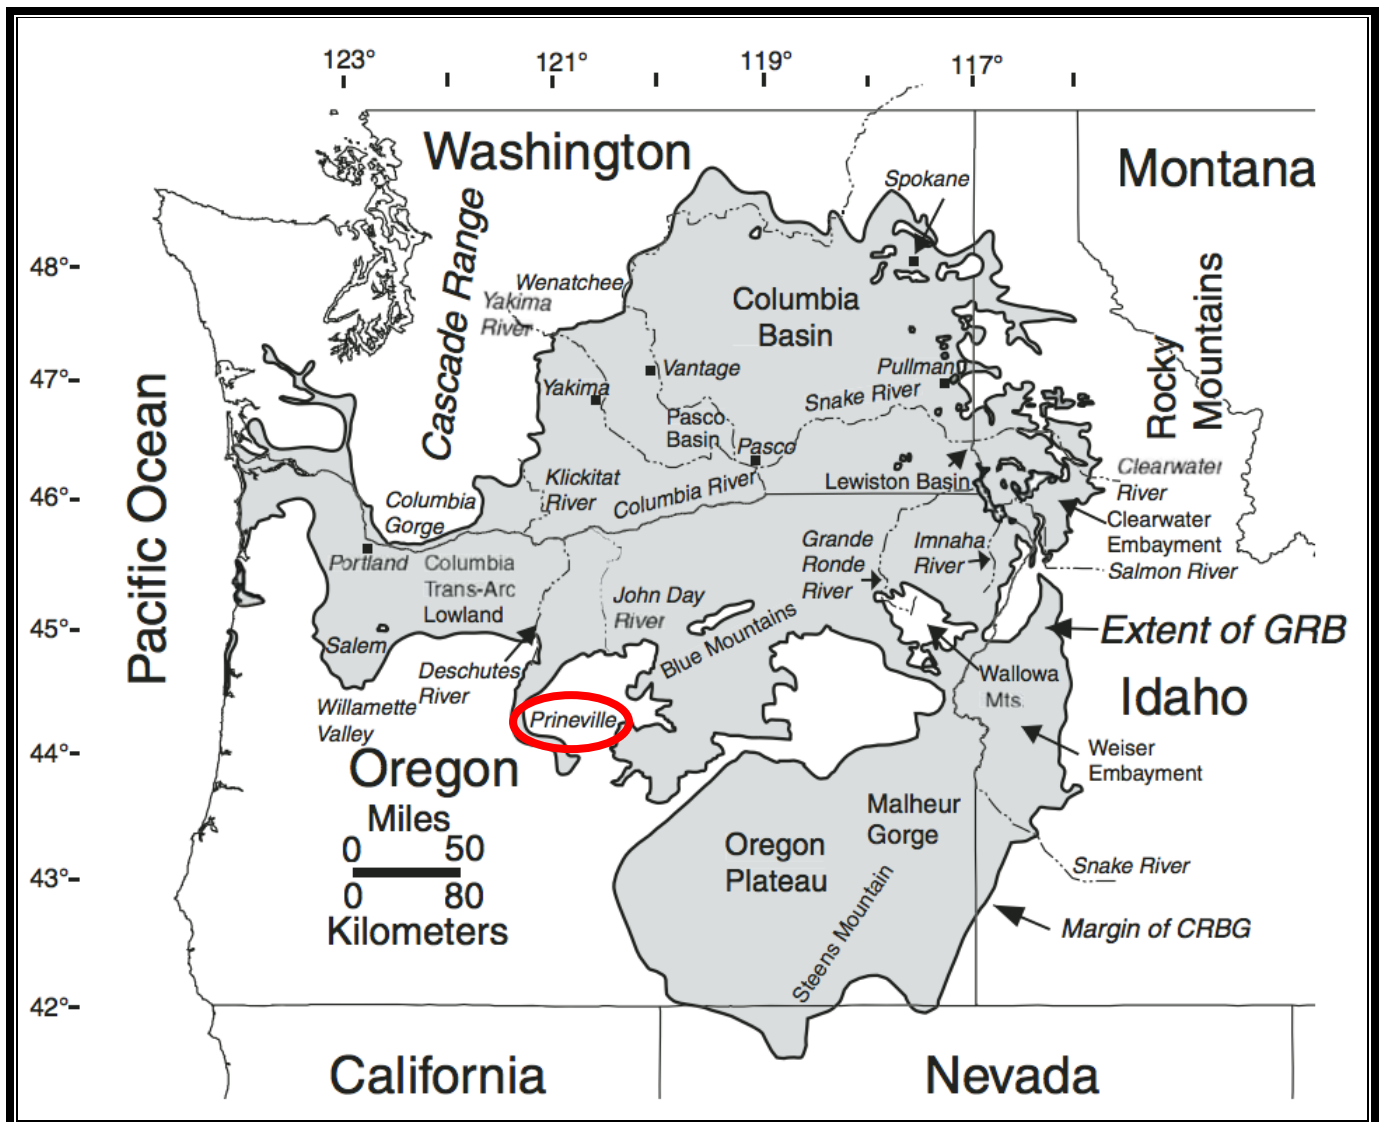 123°
121°
119°
117°
Washington
Montana
Spokane
Cascade Range
48°
Wenatchee
Yakima
River
Columbia
Basin
Rocky
Mountains
47°
Vantage
Pullman
Yakima
Snake River
Pasco
Basin
Pasco
Pacific Ocean
Klickitat
River
Columbia River
Lewiston Basin
Clearwater
River
46°
Columbia
Gorge
Clearwater
Embayment
Grande
Ronde
River
Imnaha
River
Salmon River
Portland
Columbia
Trans-Arc
Lowland
John Day
River
45°
Extent of GRB
Salem
Blue Mountains
Deschutes
River
Wallowa
Mts.
Idaho
Willamette
Valley
Prineville
44°
Weiser
Embayment
Oregon
Miles
0 50
0 80
Kilometers
Malheur
Gorge
Oregon
Plateau
43°
Snake River
Steens Mountain
Margin of CRBG
42°
California
Nevada